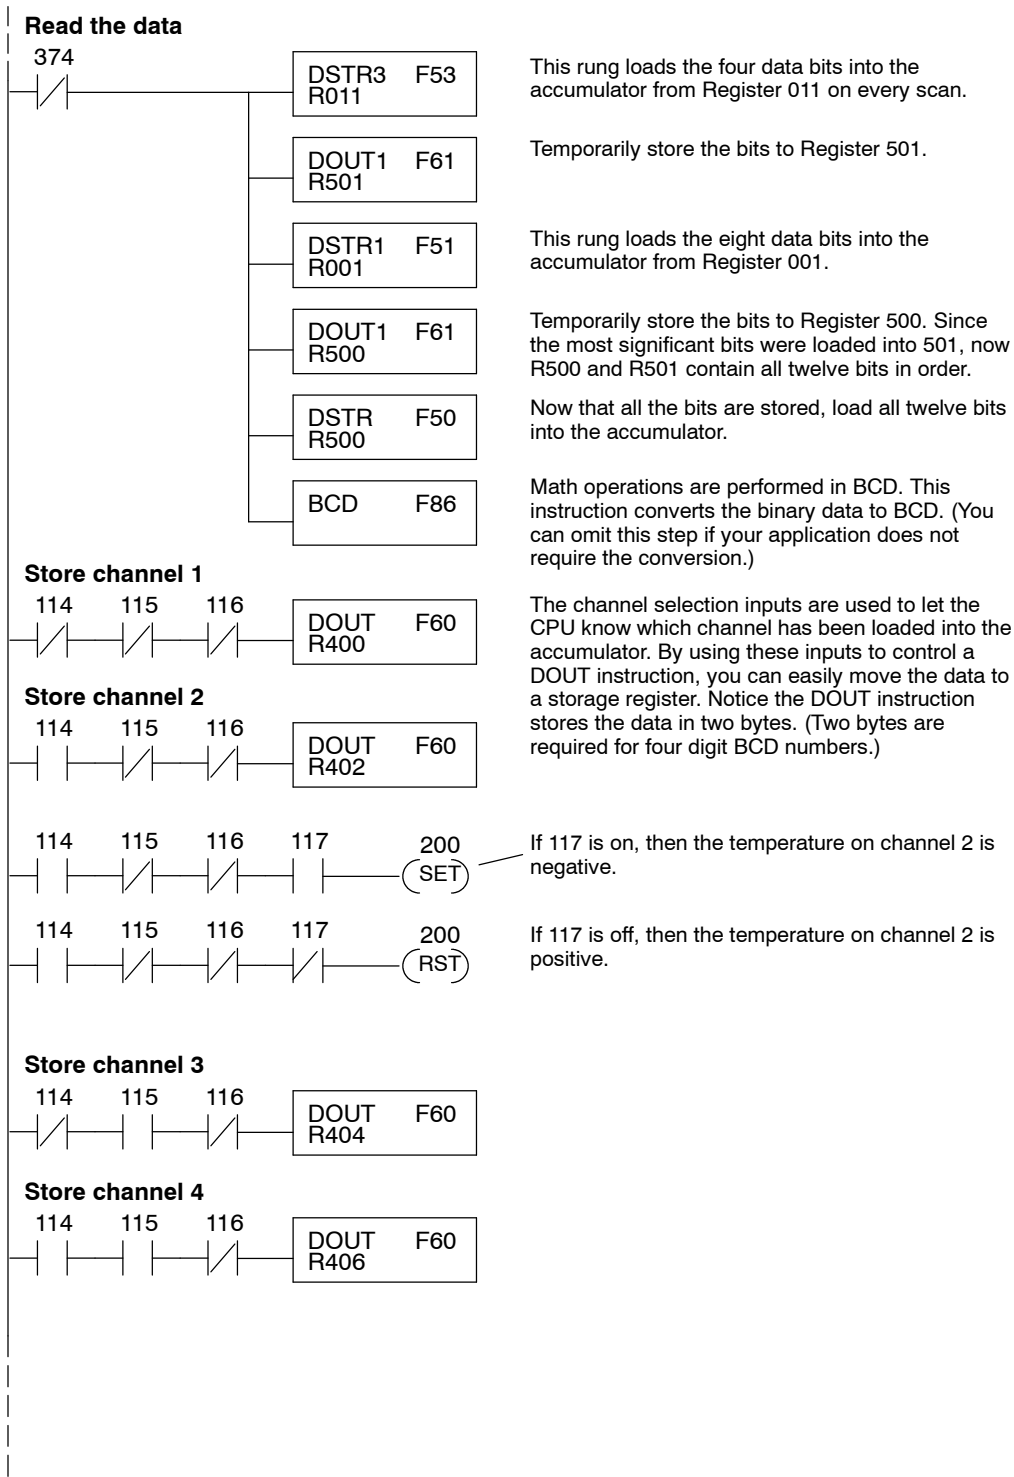 Read the data
374
DSTR3 F53
R011
This rung loads the four data bits into the
accumulator from Register 011 on every scan.
DOUT1 F61
R501
Temporarily store the bits to Register 501.
DSTR1 F51
R001
This rung loads the eight data bits into the
accumulator from Register 001.
DOUT1 F61
R500
Temporarily store the bits to Register 500. Since
the most significant bits were loaded into 501, now
R500 and R501 contain all twelve bits in order.
DSTR F50
R500
Now that all the bits are stored, load all twelve bits
into the accumulator.
BCD F86
Math operations are performed in BCD. This
instruction converts the binary data to BCD. (You
can omit this step if your application does not
require the conversion.)
Store channel 1
114 115 116
DOUT F60
R400
The channel selection inputs are used to let the
CPU know which channel has been loaded into the
accumulator. By using these inputs to control a
DOUT instruction, you can easily move the data to
a storage register. Notice the DOUT instruction
stores the data in two bytes. (Two bytes are
required for four digit BCD numbers.)
Store channel 2
114 115 116
DOUT F60
R402
114 115 116 117 200
SET
If 117 is on, then the temperature on channel 2 is
negative.
114 115 116 117 200
RST
If 117 is off, then the temperature on channel 2 is
positive.
Store channel 3
114 115 116
DOUT F60
R404
Store channel 4
114 115 116
DOUT F60
R406